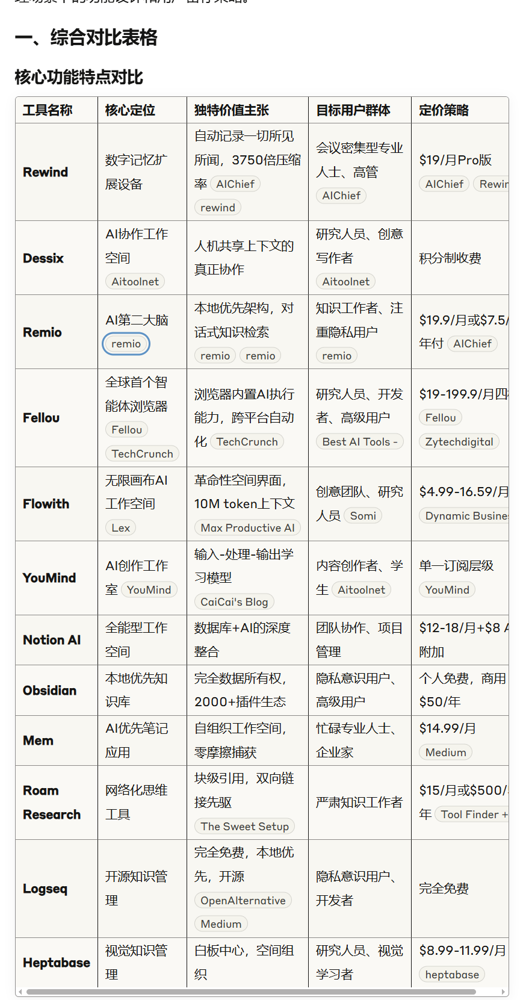 一、综合对比表格
核心功能特点对比
工具名称 核心定位 独特价值主张 目标用户群体 定价策略
Rewind
数字记忆扩
展设备
自动记录一切所见
所闻，3750倍压缩
率 AIChief
rewind
会议密集型专业
人士、高管
AIChief
$19/月Pro版
AIChief Rewin
Dessix
AI协作工作
空间
Aitoolnet
人机共享上下文的
真正协作
研究人员、创意
写作者
Aitoolnet
积分制收费
Remio
AI第二大脑
remio
本地优先架构，对
话式知识检索
remio remio
知识工作者、注
重隐私用户
remio
$19.9/月或$7.5/
年付 AIChief
Fellou
全球首个智
能体浏览器
Fellou
TechCrunch
浏览器内置AI执行
能力，跨平台自动
化 TechCrunch
研究人员、开发
者、高级用户
Best AI Tools -
$19-199.9/月四
Fellou
Zytechdigital
Flowith
无限画布AI
工作空间
Lex
革命性空间界面，
10M token上下文
Max Productive AI
创意团队、研究
人员 Somi
$4.99-16.59/月
Dynamic Busine
YouMind
AI创作工作
室 YouMind
输入-处理-输出学
习模型
CaiCai's Blog
内容创作者、学
生 Aitoolnet
单一订阅层级
YouMind
Notion AI
全能型工作
空间
数据库+AI的深度
整合
团队协作、项目
管理
$12-18/月+$8 A
附加
Obsidian
本地优先知
识库
完全数据所有权，
2000+插件生态
隐私意识用户、
高级用户
个人免费，商用
$50/年
Mem
AI优先笔记
应用
自组织工作空间，
零摩擦捕获
忙碌专业人士、
企业家
$14.99/月
Medium
Roam
Research
网络化思维
工具
块级引用，双向链
接先驱
The Sweet Setup
严肃知识工作者
$15/月或$500/
年 Tool Finder +
Logseq
开源知识管
理
完全免费，本地优
先，开源
OpenAlternative
Medium
隐私意识用户、
开发者
完全免费
Heptabase
视觉知识管
理
白板中心，空间组
织
研究人员、视觉
学习者
$8.99-11.99/月
heptabase